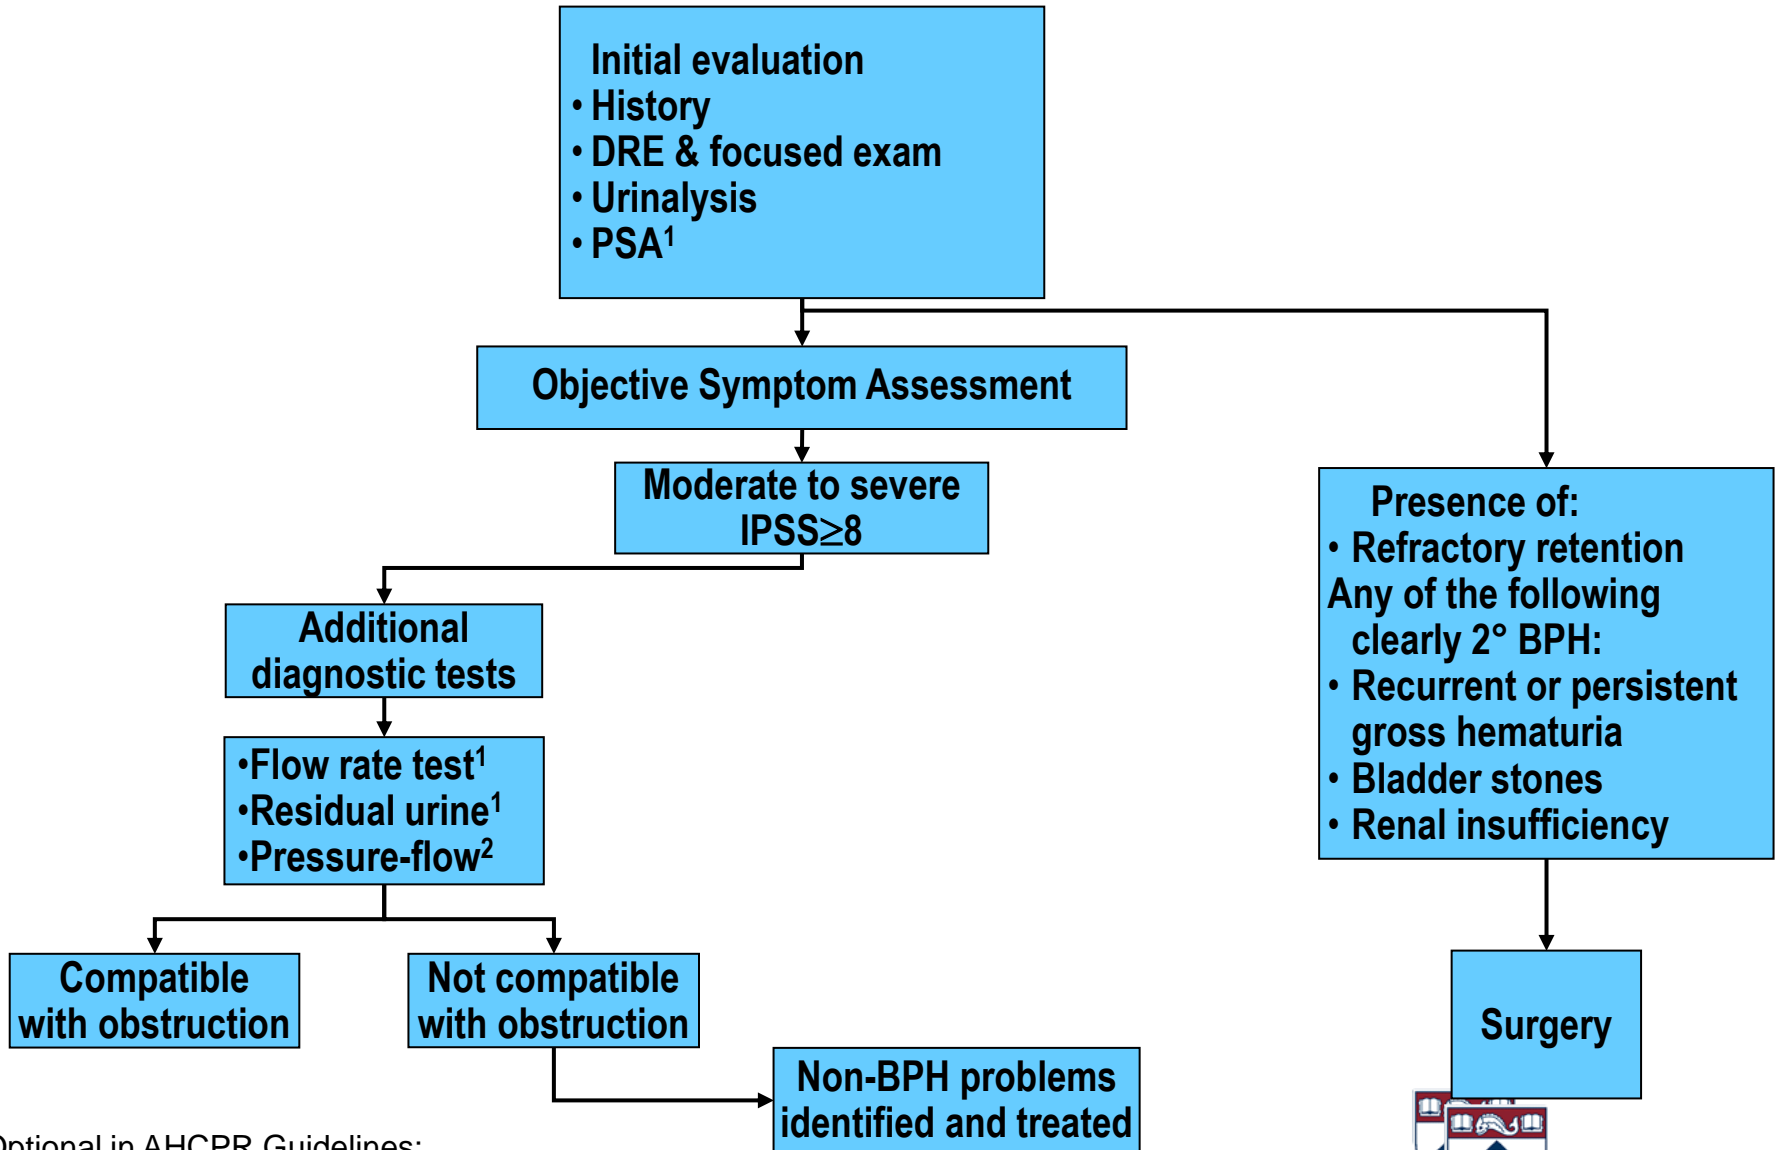 Initial evaluation
• History
• DRE & focused exam
• Urinalysis
• PSA¹
Objective Symptom Assessment
Moderate to severe
IPSS≥8
Presence of:
• Refractory retention
Any of the following
clearly 2° BPH:
• Recurrent or persistent
gross hematuria
• Bladder stones
• Renal insufficiency
Additional
diagnostic tests
•Flow rate test¹
•Residual urine¹
•Pressure-flow²
Compatible
with obstruction
Not compatible
with obstruction
Surgery
Non-BPH problems
identified and treated
Optional in AHCPR Guidelines;